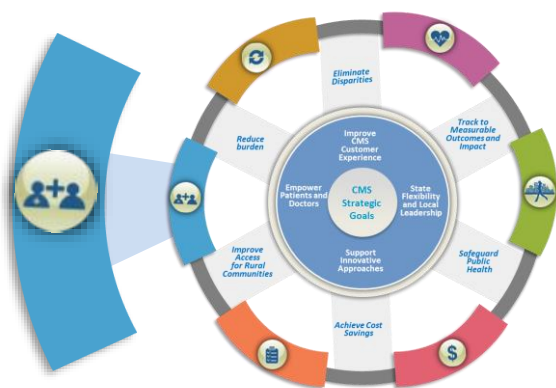 Eliminate
Disparities
Reduce
burden
Track to
Measurable
Outcomes and
Impact
Improve
CMS
Customer
Experience
Empower
Patients and
Doctors
CMS
Strategic
Goals
State
Flexibility
and Local
Leadership
Support
Innovative
Approaches
Improve
Access
for Rural
Communities
Safeguard
Public
Health
Achieve Cost
Savings
$